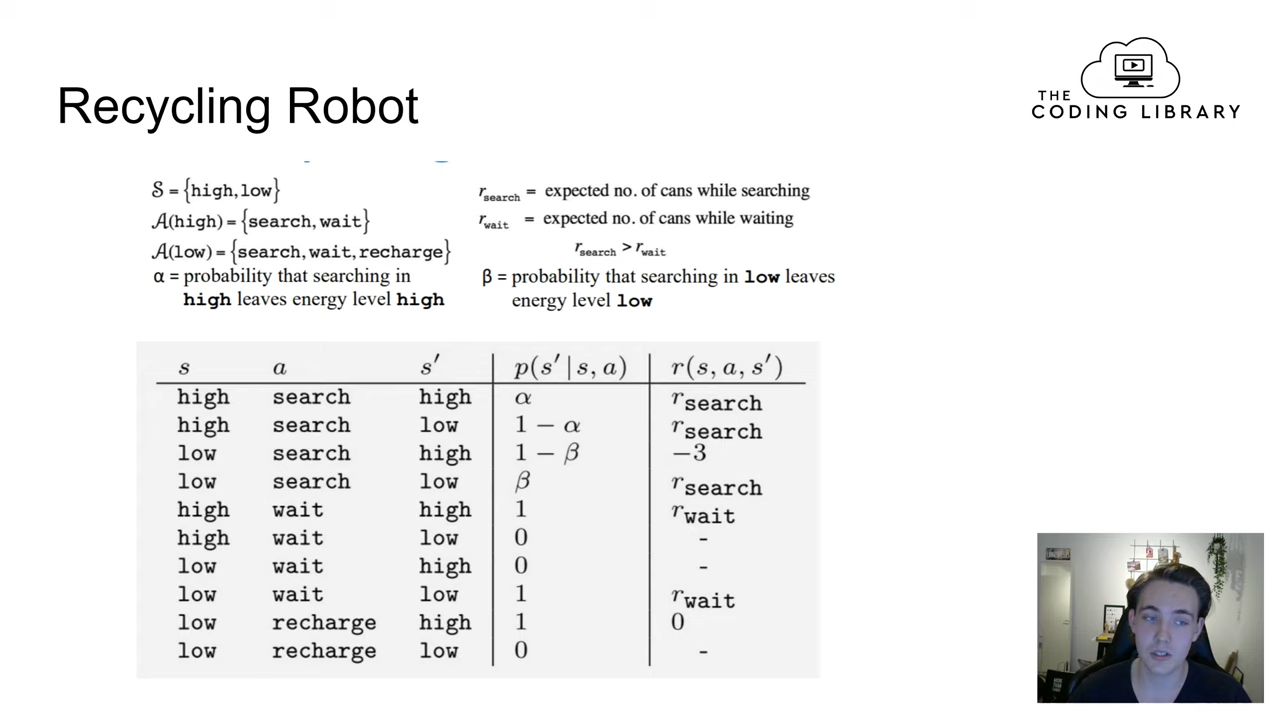 Recycling Robot
THE
CODING LIBRARY
S = {high, low}
A(high) = {search, wait}
A(low) = {search, wait, recharge}
α = probability that searching in
high leaves energy level high
r_search = expected no. of cans while searching
r_wait = expected no. of cans while waiting
r_search > r_wait
β = probability that searching in low leaves
energy level low
s a s′ p(s′|s, a) r(s, a, s′)
high search high α r_search
high search low 1 − α r_search
low search high 1 − β −3
low search low β r_search
high wait high 1 r_wait
high wait low 0 -
low wait high 0 -
low wait low 1 r_wait
low recharge high 1 0
low recharge low 0 -